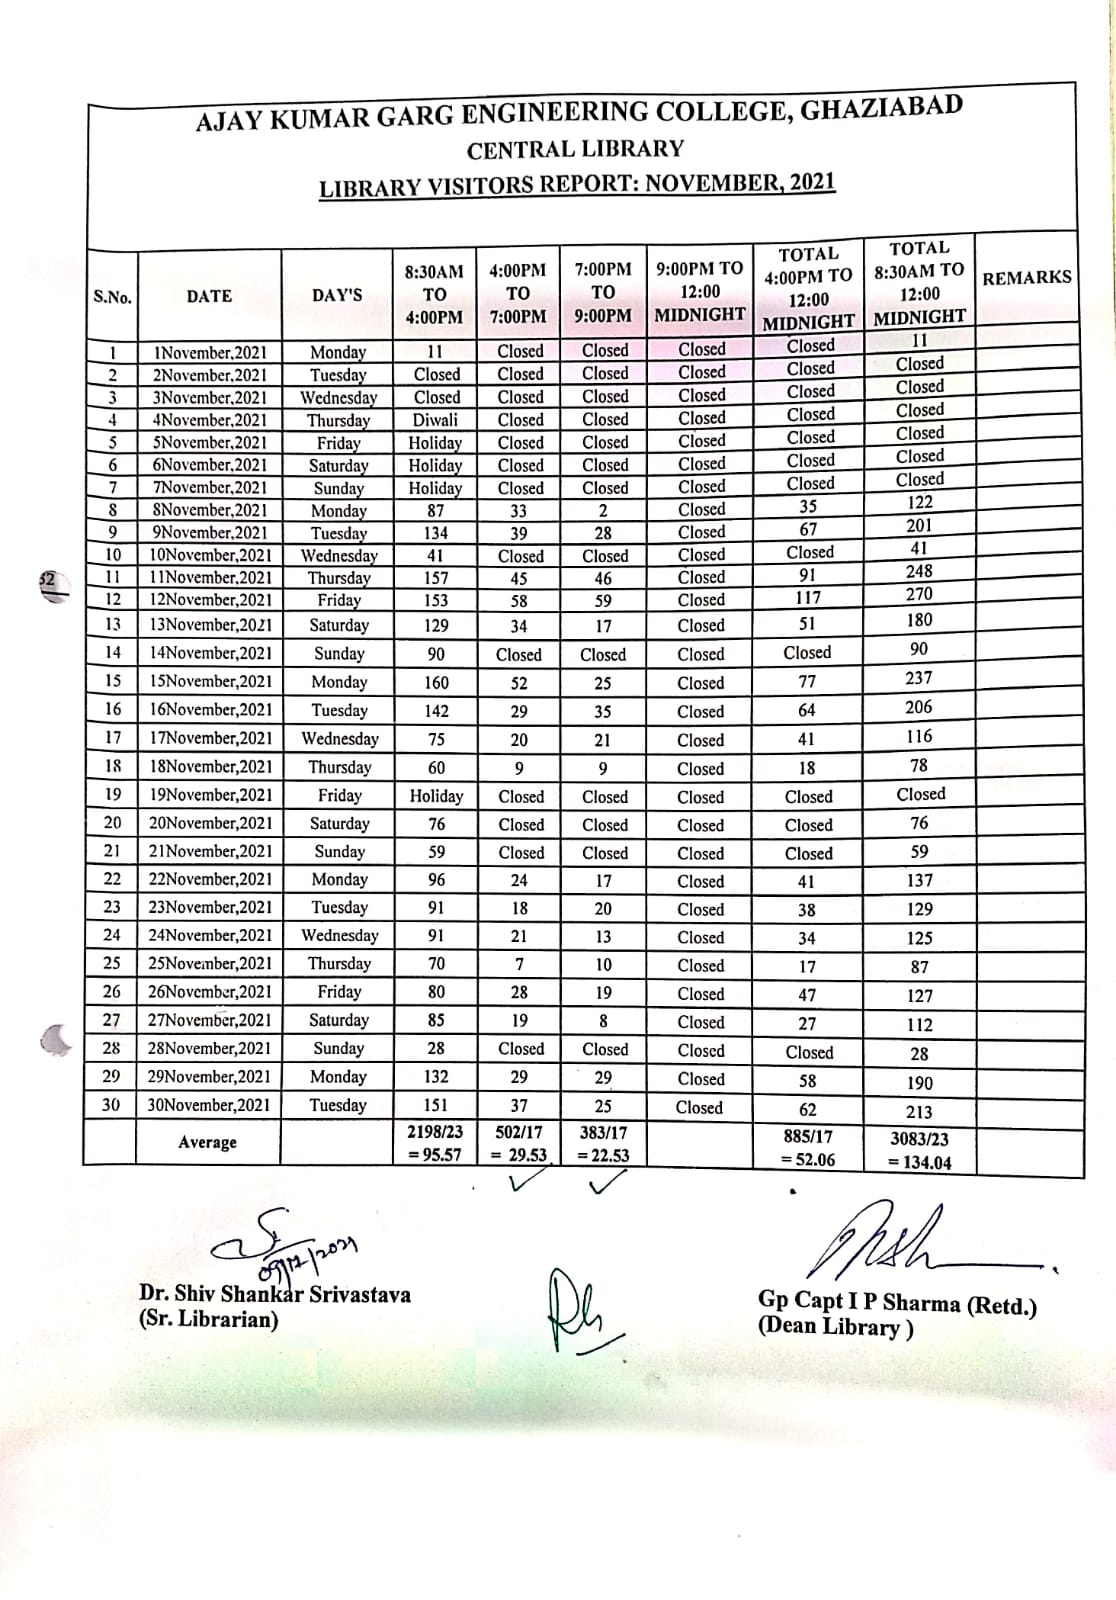 AJAY KUMAR GARG ENGINEERING COLLEGE, GHAZIABAD
CENTRAL LIBRARY
LIBRARY VISITORS REPORT: NOVEMBER, 2021
S.No. DATE DAY'S 8:30AM TO 4:00PM 4:00PM TO 7:00PM 7:00PM TO 9:00PM 9:00PM TO 12:00 MIDNIGHT TOTAL 4:00PM TO 12:00 MIDNIGHT TOTAL 8:30AM TO 12:00 MIDNIGHT REMARKS
1 1November,2021 Monday 11 Closed Closed Closed Closed 11
2 2November,2021 Tuesday Closed Closed Closed Closed Closed Closed
3 3November,2021 Wednesday Closed Closed Closed Closed Closed Closed
4 4November,2021 Thursday Diwali Closed Closed Closed Closed Closed
5 5November,2021 Friday Holiday Closed Closed Closed Closed Closed
6 6November,2021 Saturday Holiday Closed Closed Closed Closed Closed
7 7November,2021 Sunday Holiday Closed Closed Closed Closed Closed
8 8November,2021 Monday 87 33 2 Closed 35 122
9 9November,2021 Tuesday 134 39 28 Closed 67 201
10 10November,2021 Wednesday 41 Closed Closed Closed Closed 41
11 11November,2021 Thursday 157 45 46 Closed 91 248
12 12November,2021 Friday 153 58 59 Closed 117 270
13 13November,2021 Saturday 129 34 17 Closed 51 180
14 14November,2021 Sunday 90 Closed Closed Closed Closed 90
15 15November,2021 Monday 160 52 25 Closed 77 237
16 16November,2021 Tuesday 142 29 35 Closed 64 206
17 17November,2021 Wednesday 75 20 21 Closed 41 116
18 18November,2021 Thursday 60 9 9 Closed 18 78
19 19November,2021 Friday Holiday Closed Closed Closed Closed Closed
20 20November,2021 Saturday 76 Closed Closed Closed Closed 76
21 21November,2021 Sunday 59 Closed Closed Closed Closed 59
22 22November,2021 Monday 96 24 17 Closed 41 137
23 23November,2021 Tuesday 91 18 20 Closed 38 129
24 24November,2021 Wednesday 91 21 13 Closed 34 125
25 25November,2021 Thursday 70 7 10 Closed 17 87
26 26November,2021 Friday 80 28 19 Closed 47 127
27 27November,2021 Saturday 85 19 8 Closed 27 112
28 28November,2021 Sunday 28 Closed Closed Closed Closed 28
29 29November,2021 Monday 132 29 29 Closed 58 190
30 30November,2021 Tuesday 151 37 25 Closed 62 213
Average 2198/23 = 95.57 502/17 = 29.53 383/17 = 22.53 885/17 = 52.06 3083/23 = 134.04
Dr. Shiv Shankar Srivastava
(Sr. Librarian)
Gp Capt I P Sharma (Retd.)
(Dean Library )